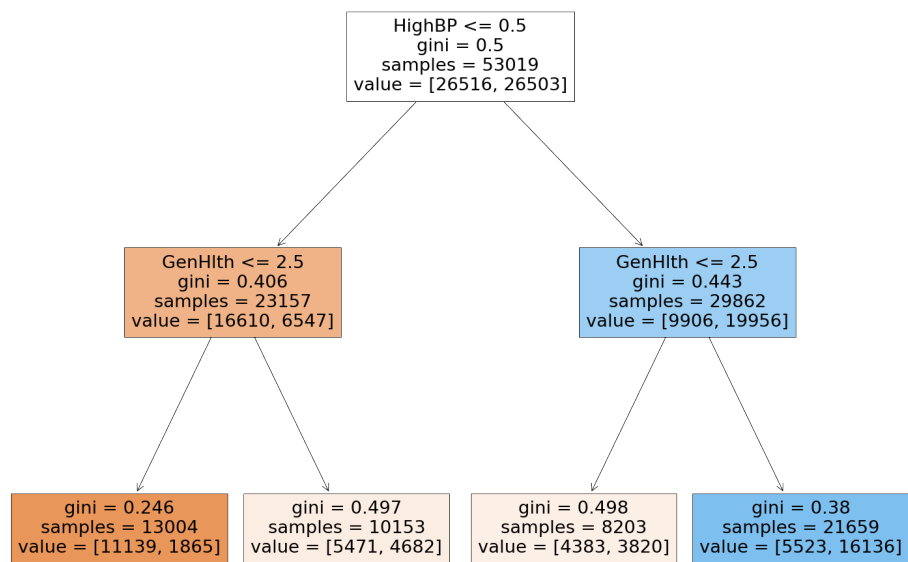 HighBP <= 0.5
gini = 0.5
samples = 53019
value = [26516, 26503]
GenHlth <= 2.5
gini = 0.406
samples = 23157
value = [16610, 6547]
GenHlth <= 2.5
gini = 0.443
samples = 29862
value = [9906, 19956]
gini = 0.246
samples = 13004
value = [11139, 1865]
gini = 0.497
samples = 10153
value = [5471, 4682]
gini = 0.498
samples = 8203
value = [4383, 3820]
gini = 0.38
samples = 21659
value = [5523, 16136]